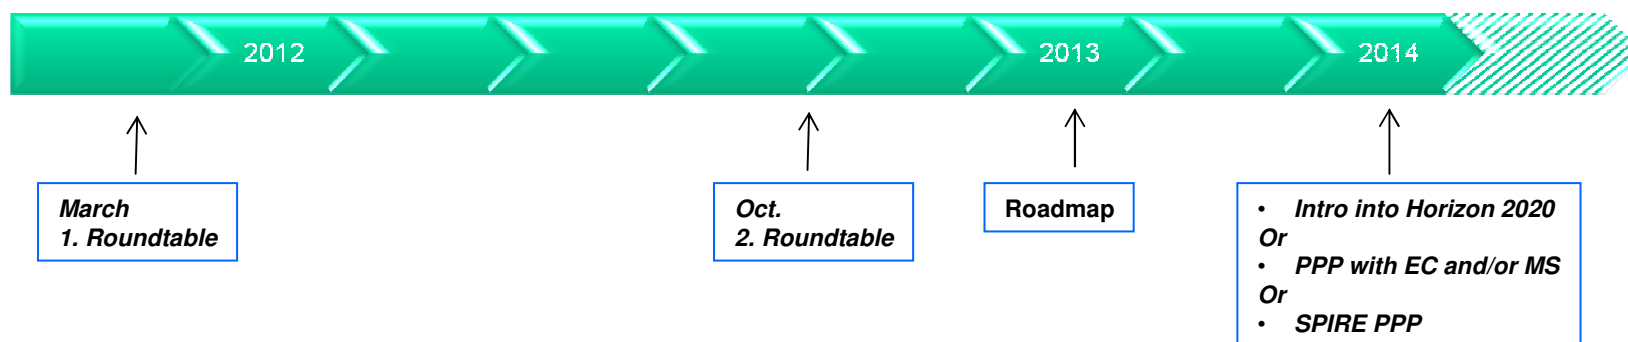 2012
2013
2014
March
1. Roundtable
Oct.
2. Roundtable
Roadmap
• Intro into Horizon 2020
Or
• PPP with EC and/or MS
Or
• SPIRE PPP